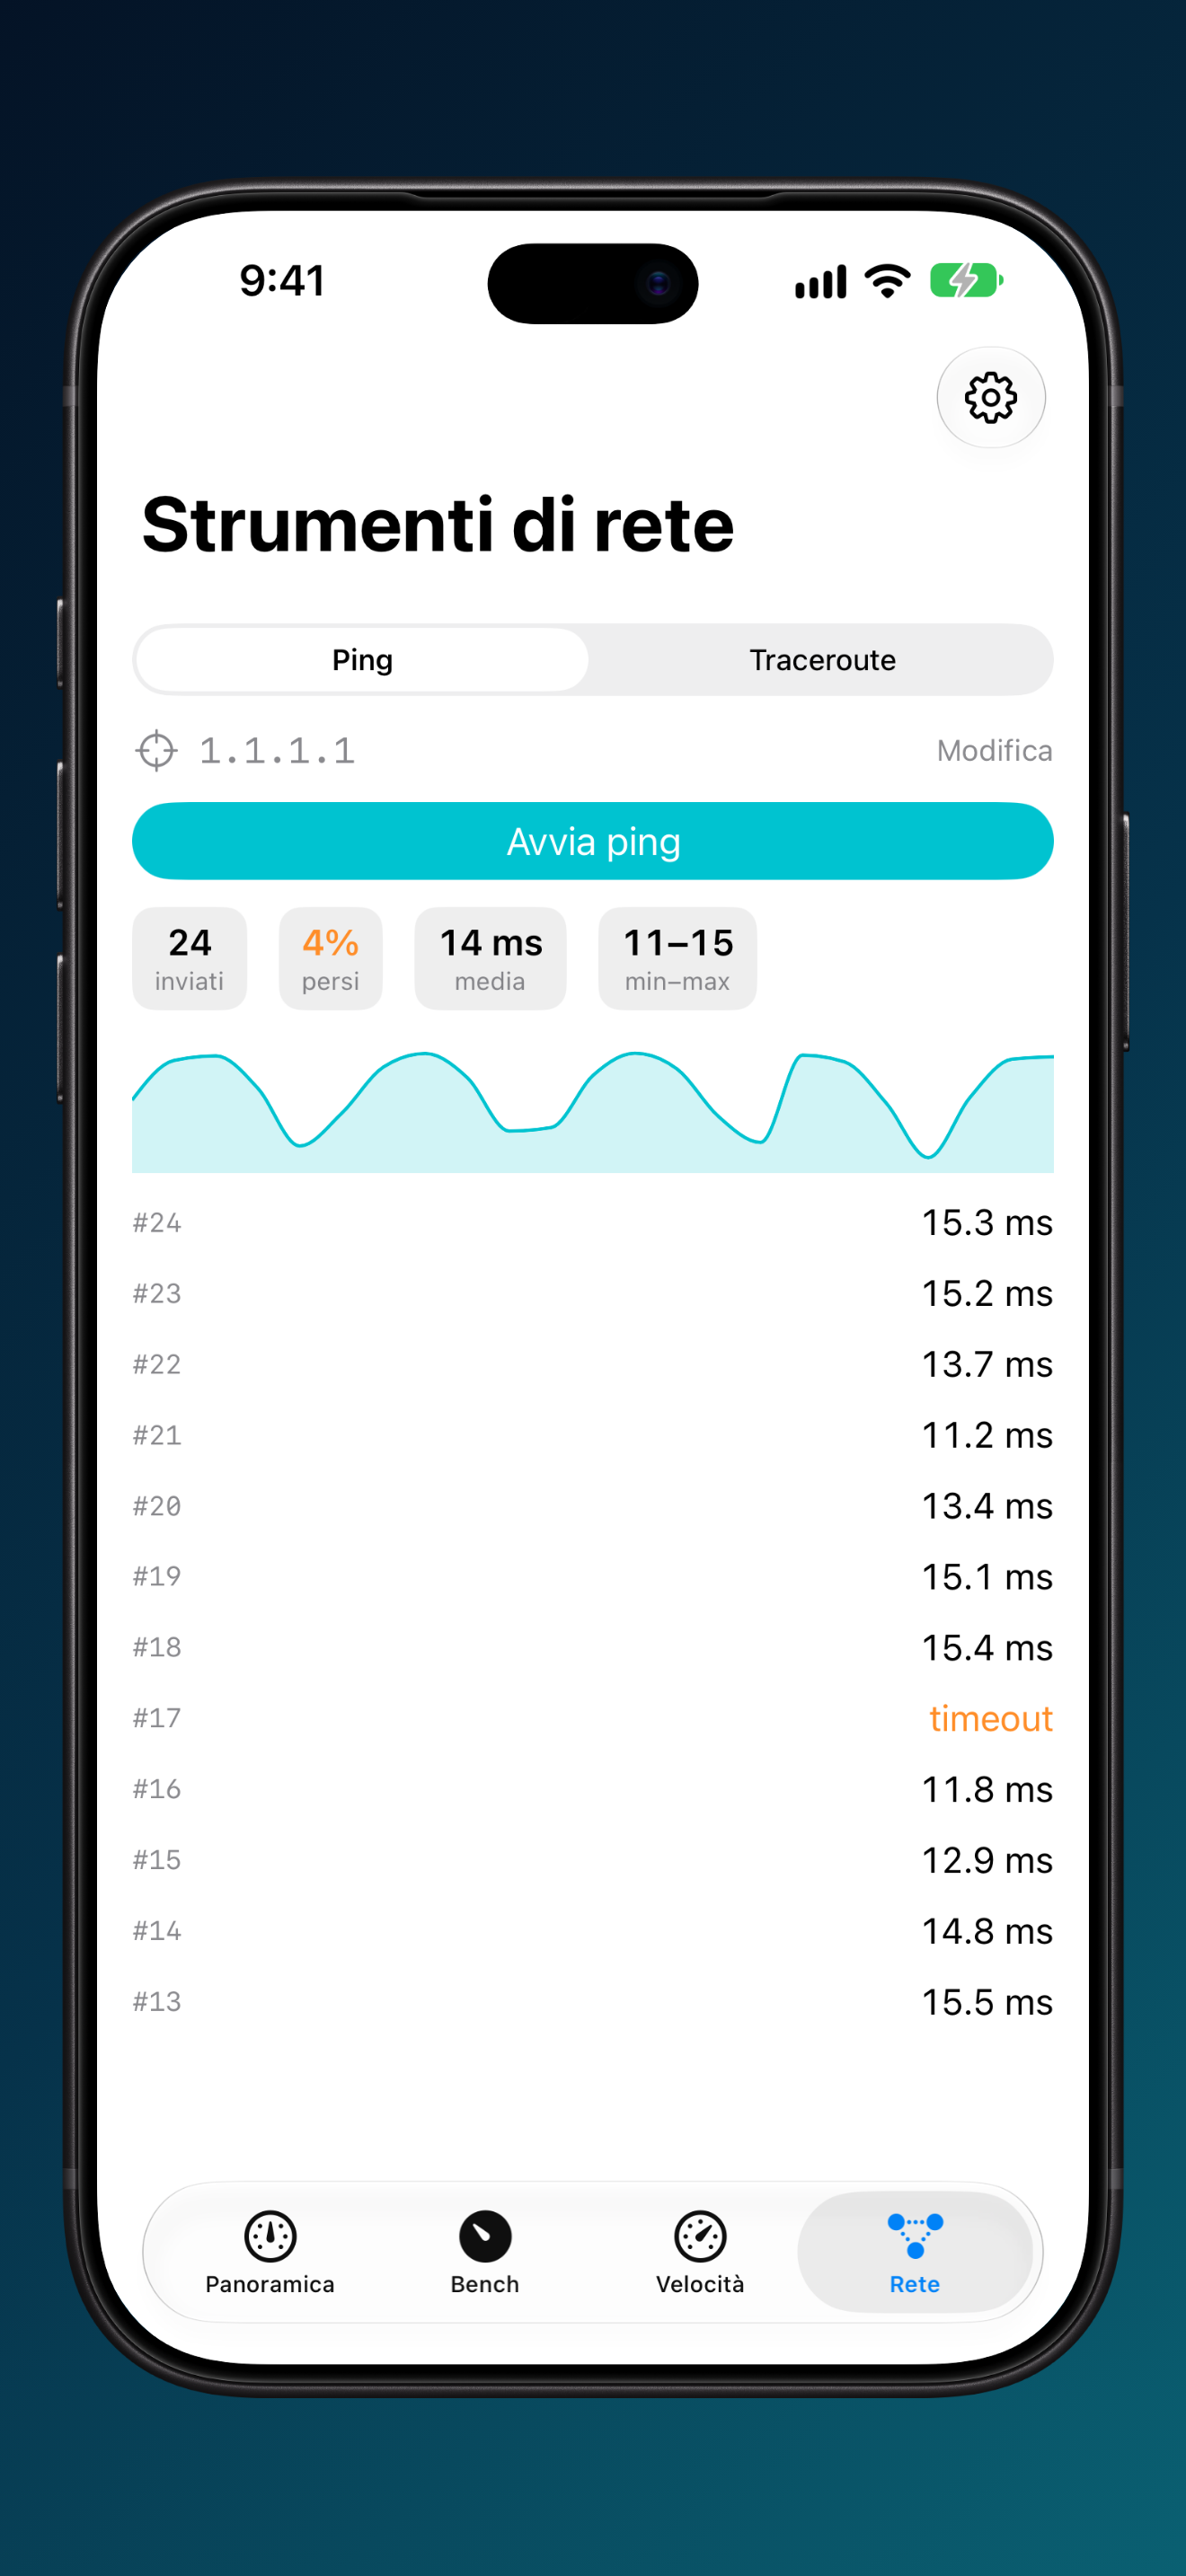 9:41
Strumenti di rete
Ping
Traceroute
1.1.1.1
Modifica
Avvia ping
24
inviati
4%
persi
14 ms
media
11–15
min–max
#24 15.3 ms
#23 15.2 ms
#22 13.7 ms
#21 11.2 ms
#20 13.4 ms
#19 15.1 ms
#18 15.4 ms
#17 timeout
#16 11.8 ms
#15 12.9 ms
#14 14.8 ms
#13 15.5 ms
Panoramica
Bench
Velocità
Rete